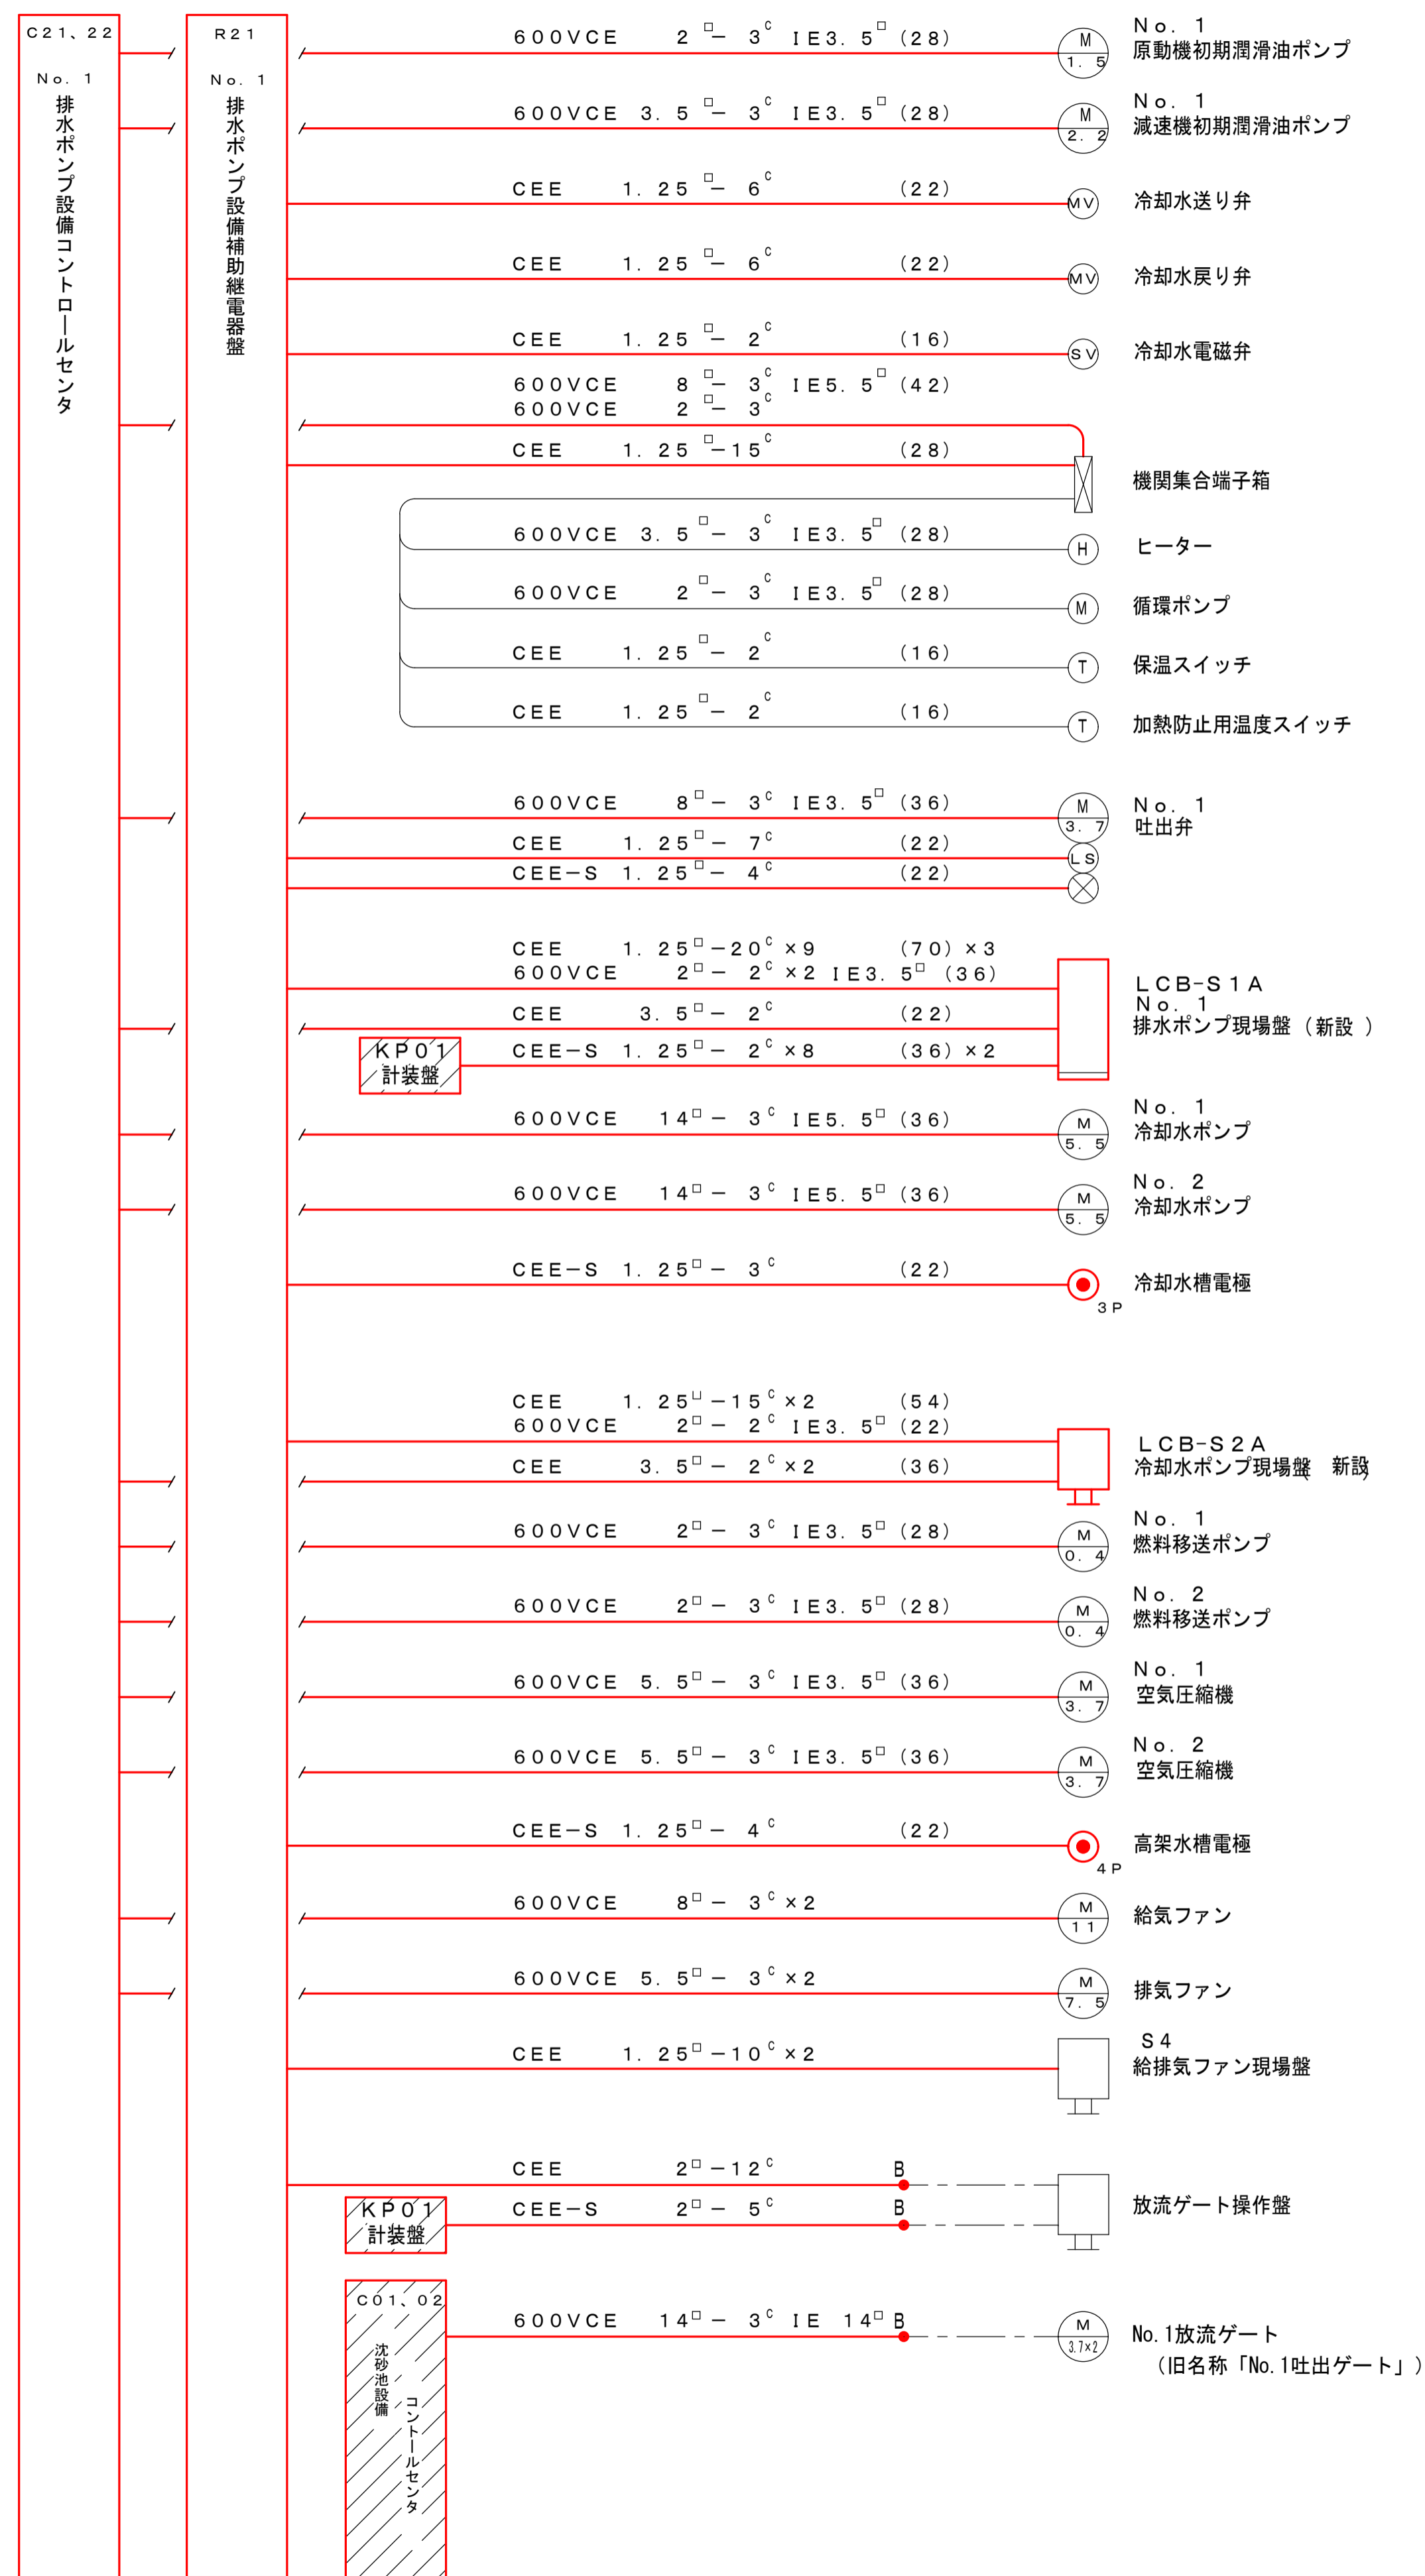 C21、22
No. 1
排水ポンプ設備コントロールセンタ
R21
No. 1
排水ポンプ設備補助継電器盤
600VCE 2□－ 3C IE3. 5□ (28)
M
1. 5
No. 1
原動機初期潤滑油ポンプ
600VCE 3. 5□－ 3C IE3. 5□ (28)
M
2. 2
No. 1
減速機初期潤滑油ポンプ
CEE 1. 25□－ 6C (22)
MV
冷却水送り弁
CEE 1. 25□－ 6C (22)
MV
冷却水戻り弁
CEE 1. 25□－ 2C (16)
SV
冷却水電磁弁
600VCE 8□－ 3C IE5. 5□ (42)
600VCE 2□－ 3C
CEE 1. 25□－15C (28)
機関集合端子箱
600VCE 3. 5□－ 3C IE3. 5□ (28)
H
ヒーター
600VCE 2□－ 3C IE3. 5□ (28)
M
循環ポンプ
CEE 1. 25□－ 2C (16)
T
保温スイッチ
CEE 1. 25□－ 2C (16)
T
加熱防止用温度スイッチ
600VCE 8□－ 3C IE3. 5□ (36)
M
3. 7
No. 1
吐出弁
CEE 1. 25□－ 7C (22)
LS
CEE－S 1. 25□－ 4C (22)
CEE 1. 25□－20C×9 (70)×3
600VCE 2□－ 2C×2 IE3. 5□ (36)
LCB-S1A
No. 1
排水ポンプ現場盤（新設 ）
CEE 3. 5□－ 2C (22)
KP01
計装盤
CEE－S 1. 25□－ 2C×8 (36)×2
600VCE 14□－ 3C IE5. 5□ (36)
M
5. 5
No. 1
冷却水ポンプ
600VCE 14□－ 3C IE5. 5□ (36)
M
5. 5
No. 2
冷却水ポンプ
CEE－S 1. 25□－ 3C (22)
3P
冷却水槽電極
CEE 1. 25□－15C×2 (54)
600VCE 2□－ 2C IE3. 5□ (22)
LCB-S2A
冷却水ポンプ現場盤（ 新設）
CEE 3. 5□－ 2C×2 (36)
600VCE 2□－ 3C IE3. 5□ (28)
M
0. 4
No. 1
燃料移送ポンプ
600VCE 2□－ 3C IE3. 5□ (28)
M
0. 4
No. 2
燃料移送ポンプ
600VCE 5. 5□－ 3C IE3. 5□ (36)
M
3. 7
No. 1
空気圧縮機
600VCE 5. 5□－ 3C IE3. 5□ (36)
M
3. 7
No. 2
空気圧縮機
CEE－S 1. 25□－ 4C (22)
4P
高架水槽電極
600VCE 8□－ 3C×2
M
11
給気ファン
600VCE 5. 5□－ 3C×2
M
7. 5
排気ファン
CEE 1. 25□－10C×2
S4
給排気ファン現場盤
CEE 2□－12C B
KP01
計装盤
CEE－S 2□－ 5C B
放流ゲート操作盤
C01、02
沈砂池設備
コントールセンタ
600VCE 14□－ 3C IE 14□ B
M
3.7×2
No.1放流ゲート
（旧名称「No.1吐出ゲート」）